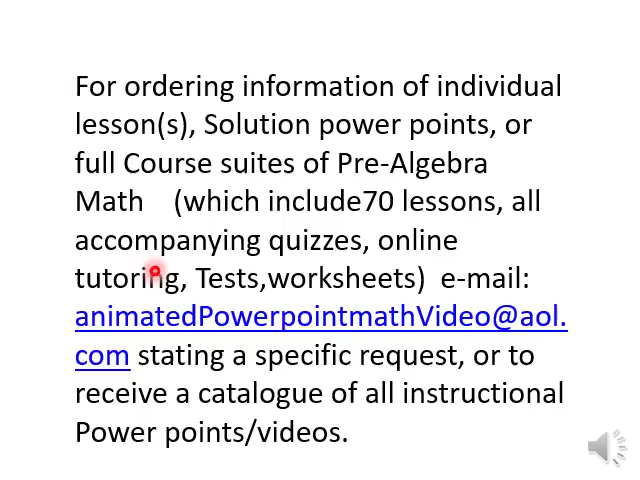 For ordering information of individual
lesson(s), Solution power points, or
full Course suites of Pre-Algebra
Math    (which include70 lessons, all
accompanying quizzes, online
tutoring, Tests,worksheets)  e-mail:
animatedPowerpointmathVideo@aol.
com stating a specific request, or to
receive a catalogue of all instructional
Power points/videos.